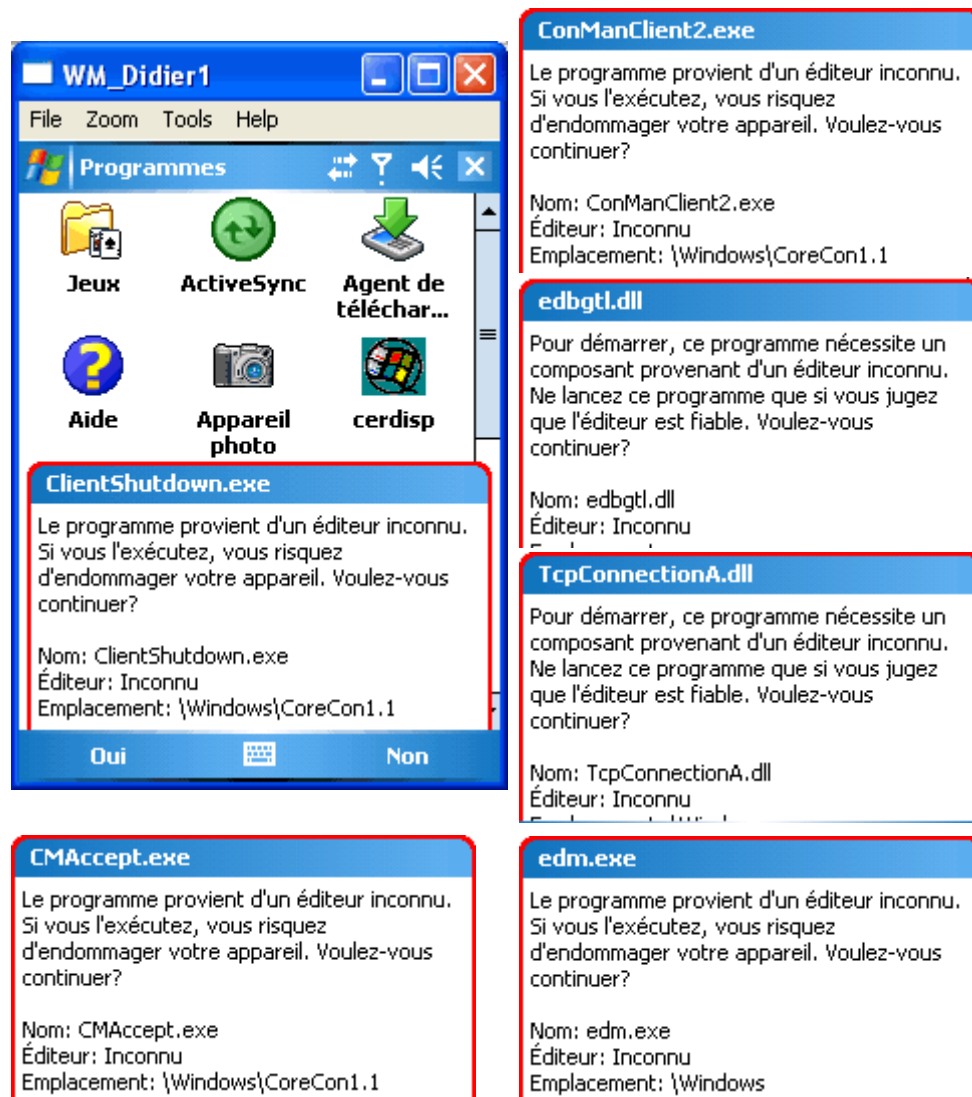 WM_Didier1
File Zoom Tools Help
Programmes
Jeux
ActiveSync
Agent de
téléchar...
Aide
Appareil
photo
cerdisp
ClientShutdown.exe
Le programme provient d'un éditeur inconnu.
Si vous l'exécutez, vous risquez
d'endommager votre appareil. Voulez-vous
continuer?
Nom: ClientShutdown.exe
Éditeur: Inconnu
Emplacement: \Windows\CoreCon1.1
Oui
Non
ConManClient2.exe
Le programme provient d'un éditeur inconnu.
Si vous l'exécutez, vous risquez
d'endommager votre appareil. Voulez-vous
continuer?
Nom: ConManClient2.exe
Éditeur: Inconnu
Emplacement: \Windows\CoreCon1.1
edbgtl.dll
Pour démarrer, ce programme nécessite un
composant provenant d'un éditeur inconnu.
Ne lancez ce programme que si vous jugez
que l'éditeur est fiable. Voulez-vous
continuer?
Nom: edbgtl.dll
Éditeur: Inconnu
TcpConnectionA.dll
Pour démarrer, ce programme nécessite un
composant provenant d'un éditeur inconnu.
Ne lancez ce programme que si vous jugez
que l'éditeur est fiable. Voulez-vous
continuer?
Nom: TcpConnectionA.dll
Éditeur: Inconnu
CMAccept.exe
Le programme provient d'un éditeur inconnu.
Si vous l'exécutez, vous risquez
d'endommager votre appareil. Voulez-vous
continuer?
Nom: CMAccept.exe
Éditeur: Inconnu
Emplacement: \Windows\CoreCon1.1
edm.exe
Le programme provient d'un éditeur inconnu.
Si vous l'exécutez, vous risquez
d'endommager votre appareil. Voulez-vous
continuer?
Nom: edm.exe
Éditeur: Inconnu
Emplacement: \Windows